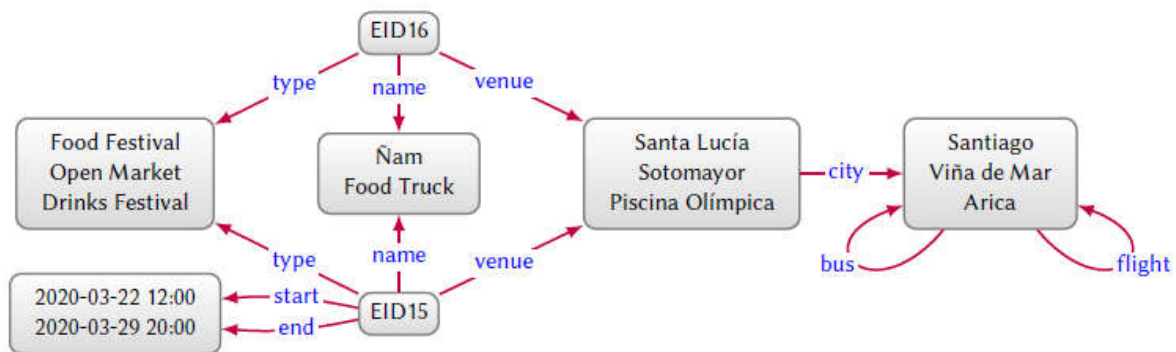 EID16
type
name
venue
Food Festival
Open Market
Drinks Festival
Ñam
Food Truck
Santa Lucía
Sotomayor
Piscina Olímpica
city
Santiago
Viña de Mar
Arica
type
name
venue
bus
flight
2020-03-22 12:00
2020-03-29 20:00
start
end
EID15